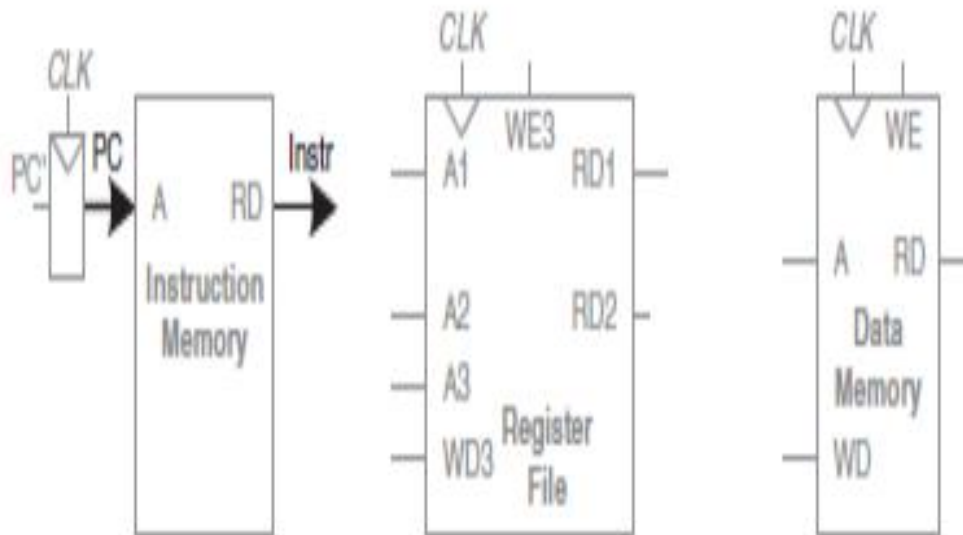 CLK
PC'
PC
A
RD
Instruction
Memory
Instr
CLK
WE3
A1
RD1
A2
RD2
A3
WD3
Register
File
CLK
WE
A
RD
Data
Memory
WD